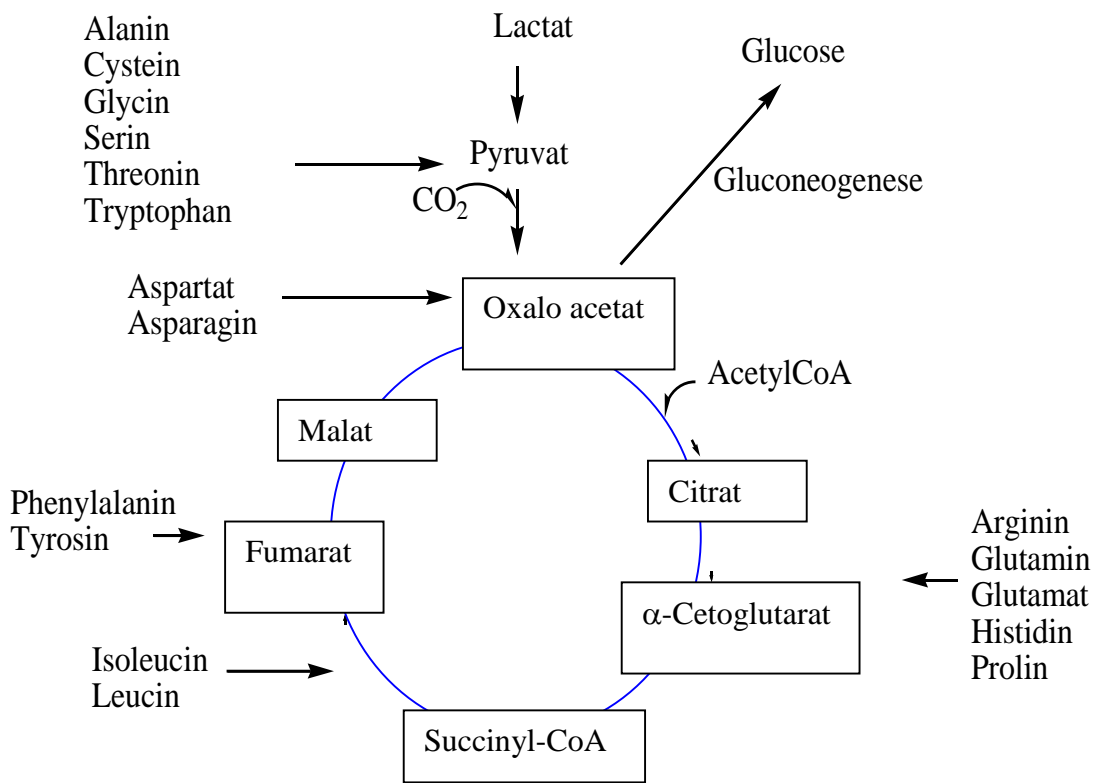 Alanin
Cystein
Glycin
Serin
Threonin
Tryptophan
Lactat
Glucose
Pyruvat
CO₂
Gluconeogenese
Aspartat
Asparagin
Oxalo acetat
AcetylCoA
Malat
Citrat
Phenylalanin
Tyrosin
Fumarat
Arginin
Glutamin
Glutamat
Histidin
Prolin
α-Cetoglutarat
Isoleucin
Leucin
Succinyl-CoA